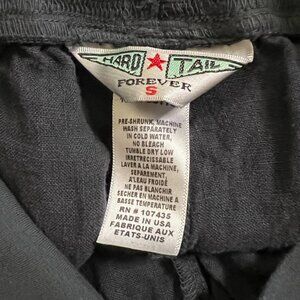 HARD TAIL
FOREVER
S
PRE-SHRUNK, MACHINE
WASH SEPARATELY
IN COLD WATER,
NO BLEACH
TUMBLE DRY LOW
IRRETRECISSABLE
LAVER A LA MACHINE,
SEPAREMENT,
A L'EAU FROID
NE PAS BLANCHIR
SECHER EN MACHINE A
BASSE TEMPERATURE
RN # 107435
MADE IN USA
FABRIQUE AUX
ETATS-UNIS